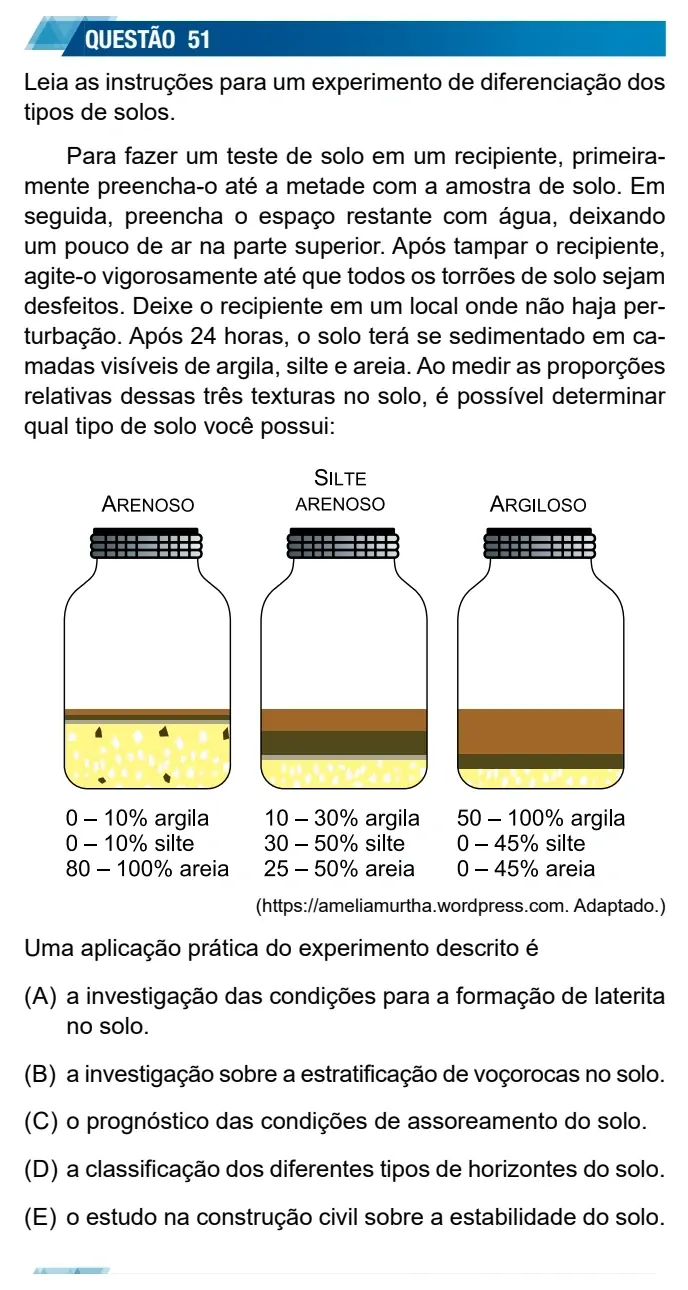 QUESTÃO 51
Leia as instruções para um experimento de diferenciação dos
tipos de solos.
Para fazer um teste de solo em um recipiente, primeira-
mente preencha-o até a metade com a amostra de solo. Em
seguida, preencha o espaço restante com água, deixando
um pouco de ar na parte superior. Após tampar o recipiente,
agite-o vigorosamente até que todos os torrões de solo sejam
desfeitos. Deixe o recipiente em um local onde não haja per-
turbação. Após 24 horas, o solo terá se sedimentado em ca-
madas visíveis de argila, silte e areia. Ao medir as proporções
relativas dessas três texturas no solo, é possível determinar
qual tipo de solo você possui:
ARENOSO
SILTE
ARENOSO
ARGILOSO
0 – 10% argila
0 – 10% silte
80 – 100% areia
10 – 30% argila
30 – 50% silte
25 – 50% areia
50 – 100% argila
0 – 45% silte
0 – 45% areia
(https://ameliamurtha.wordpress.com. Adaptado.)
Uma aplicação prática do experimento descrito é
(A) a investigação das condições para a formação de laterita
no solo.
(B) a investigação sobre a estratificação de voçorocas no solo.
(C) o prognóstico das condições de assoreamento do solo.
(D) a classificação dos diferentes tipos de horizontes do solo.
(E) o estudo na construção civil sobre a estabilidade do solo.